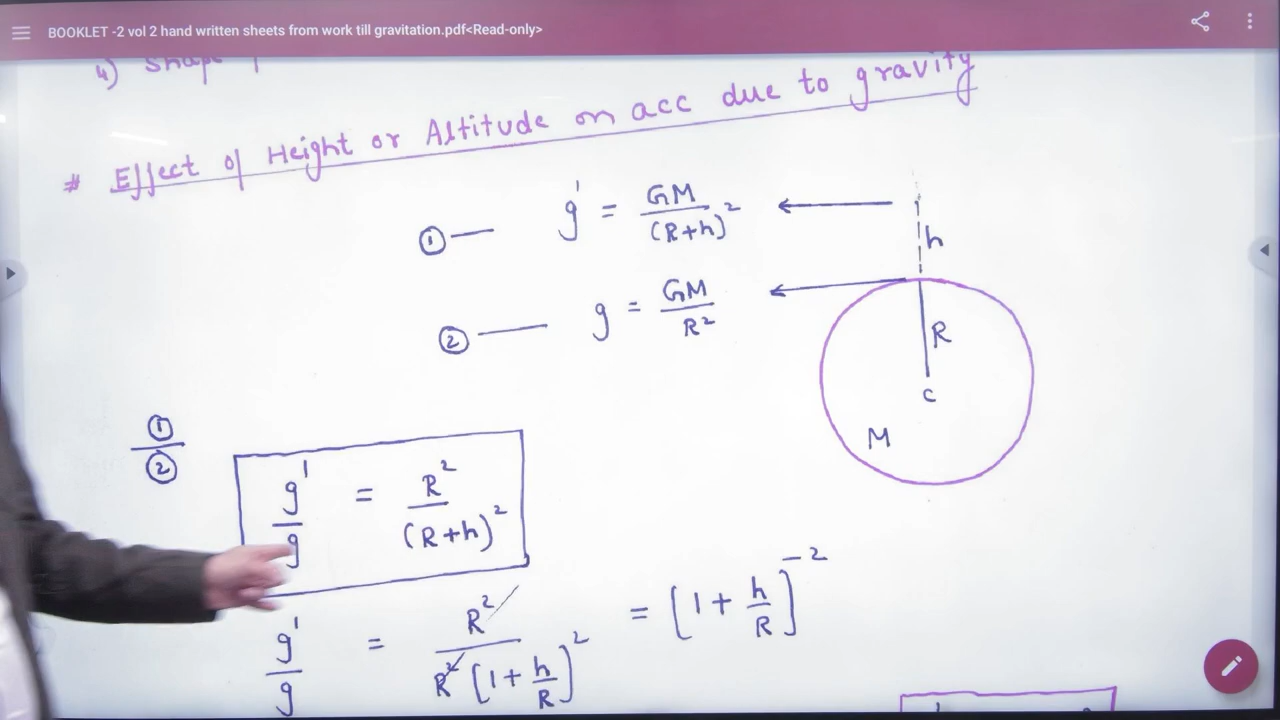 BOOKLET -2 vol 2 hand written sheets from work till gravitation.pdf<Read-only>
4) Shape
# Effect of Height or Altitude on acc due to gravity
① — g' = GM/(R+h)²
h
② — g = GM/R²
R
C
M
①/②
g'/g = R²/(R+h)²
g'/g = R²/R²[1+h/R]² = [1+h/R]⁻²